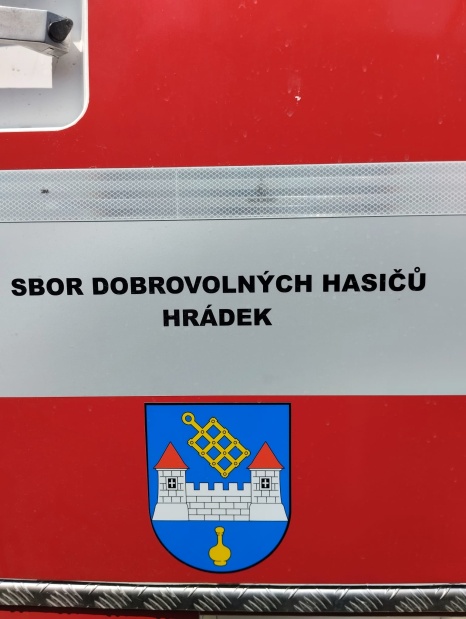 SBOR DOBROVOLNÝCH HASIČŮ
HRÁDEK